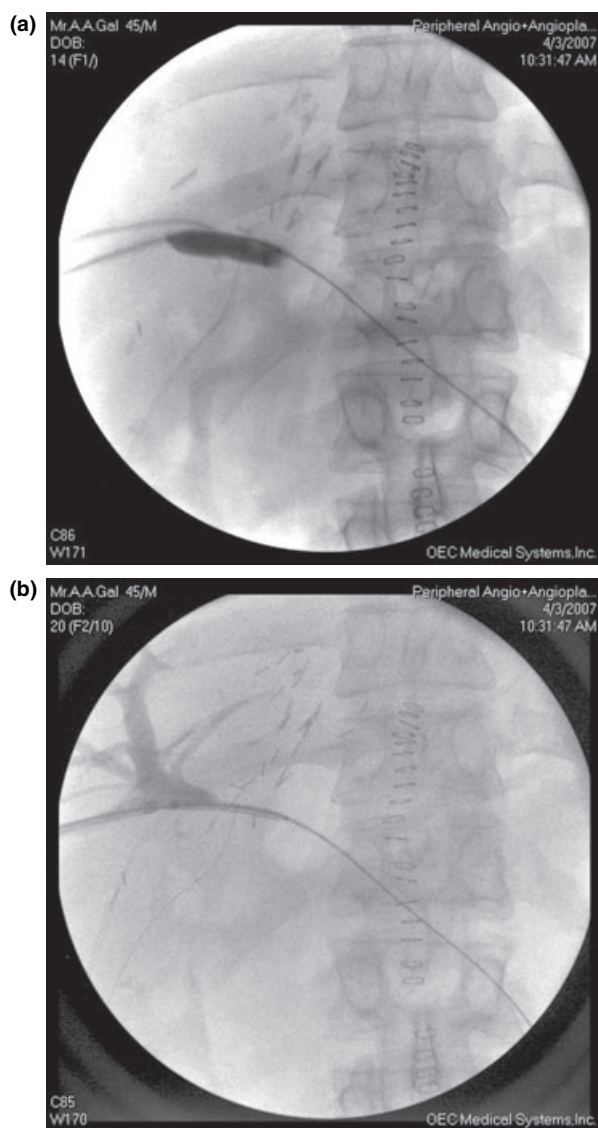 (a)
Mr.A.A.Gal 45/M Peripheral Angio+Angiopla...
DOB: 4/3/2007
14 (F1/) 10:31:47 AM
C86
W171 OEC Medical Systems,Inc.
(b)
Mr.A.A.Gal 45/M Peripheral Angio+Angiopla...
DOB: 4/3/2007
20 (F2/10) 10:31:47 AM
C85
W170 OEC Medical Systems,Inc.